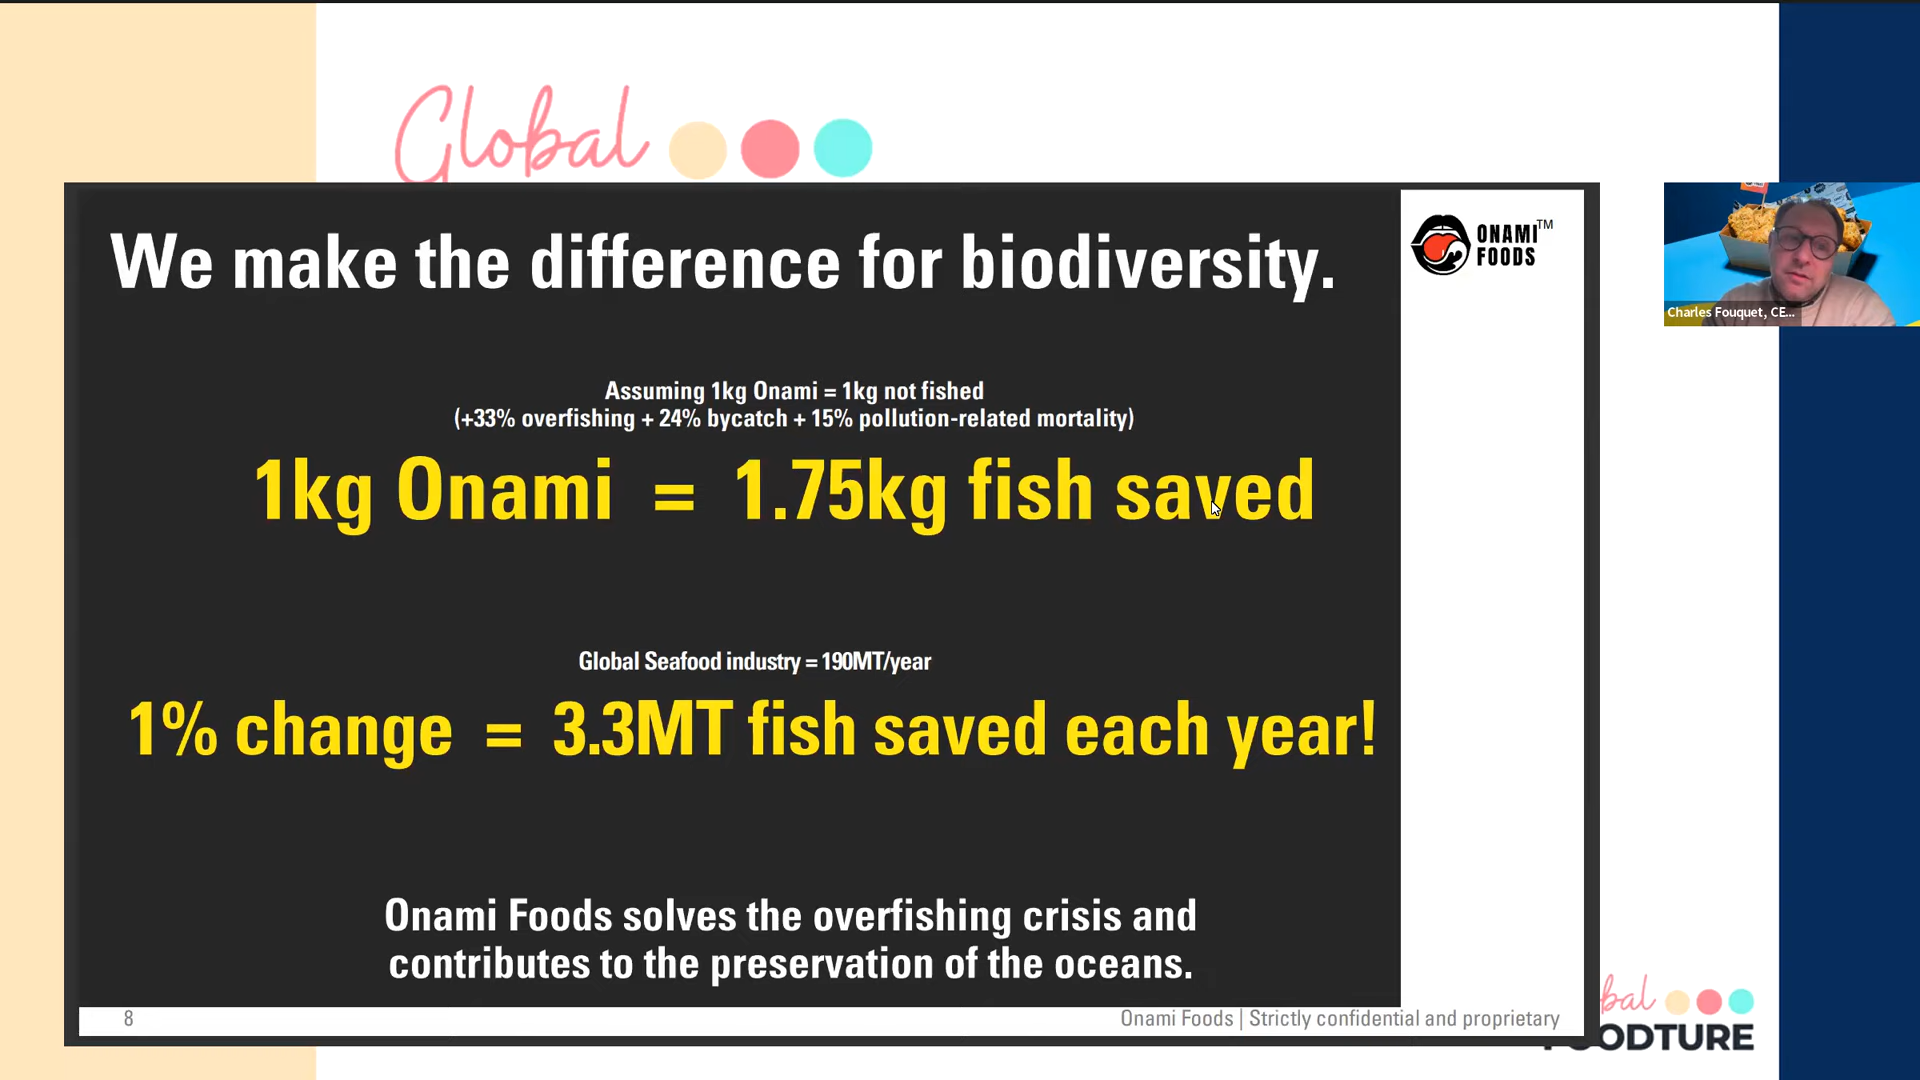 Global
We make the difference for biodiversity.
ONAMI™
FOODS
Charles Fouquet, CE...
Assuming 1kg Onami = 1kg not fished
(+33% overfishing + 24% bycatch + 15% pollution-related mortality)
1kg Onami = 1.75kg fish saved
Global Seafood industry = 190MT/year
1% change = 3.3MT fish saved each year!
Onami Foods solves the overfishing crisis and
contributes to the preservation of the oceans.
8
Onami Foods | Strictly confidential and proprietary
bal
OODTURE